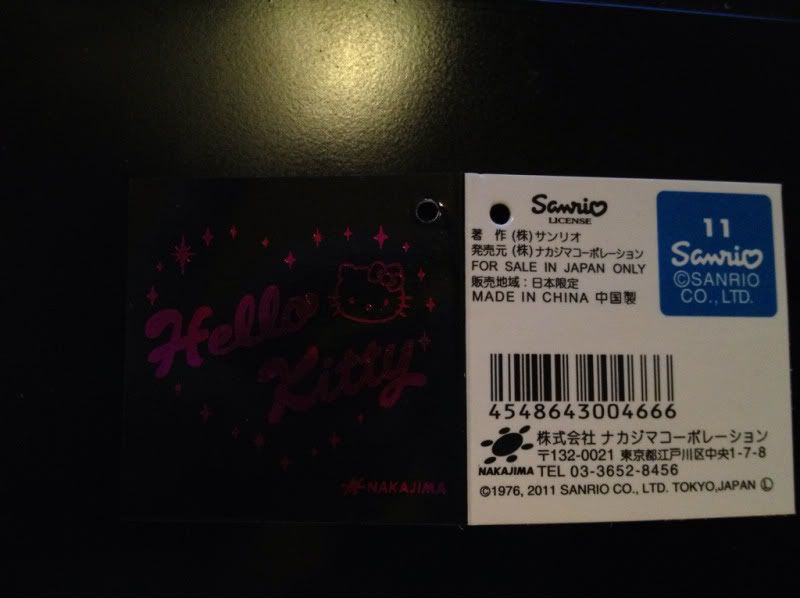 Hello
Kitty
NAKAJIMA
Sanrio
LICENSE
著 作 (株) サンリオ
発売元 (株) ナカジマコーポレーション
FOR SALE IN JAPAN ONLY
販売地域：日本限定
MADE IN CHINA 中国製
11
Sanrio
©SANRIO
CO., LTD.
4548643004666
株式会社 ナカジマコーポレーション
〒132-0021 東京都江戸川区中央1-7-8
NAKAJIMA TEL 03-3652-8456
©1976, 2011 SANRIO CO., LTD. TOKYO,JAPAN Ⓛ